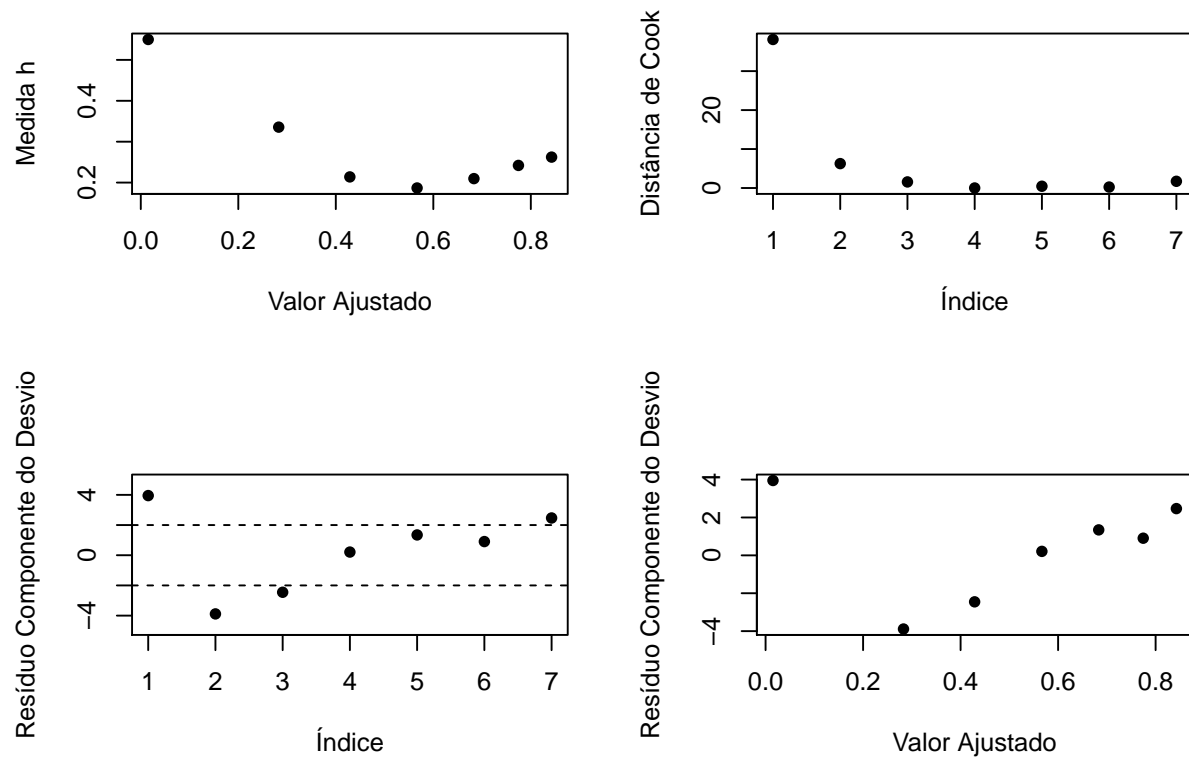 Medida h
0.2 0.4
0.0 0.2 0.4 0.6 0.8
Valor Ajustado
Distância de Cook
0 20
1 2 3 4 5 6 7
Índice
Resíduo Componente do Desvio
−4 0 4
1 2 3 4 5 6 7
Índice
Resíduo Componente do Desvio
−4 0 2 4
0.0 0.2 0.4 0.6 0.8
Valor Ajustado